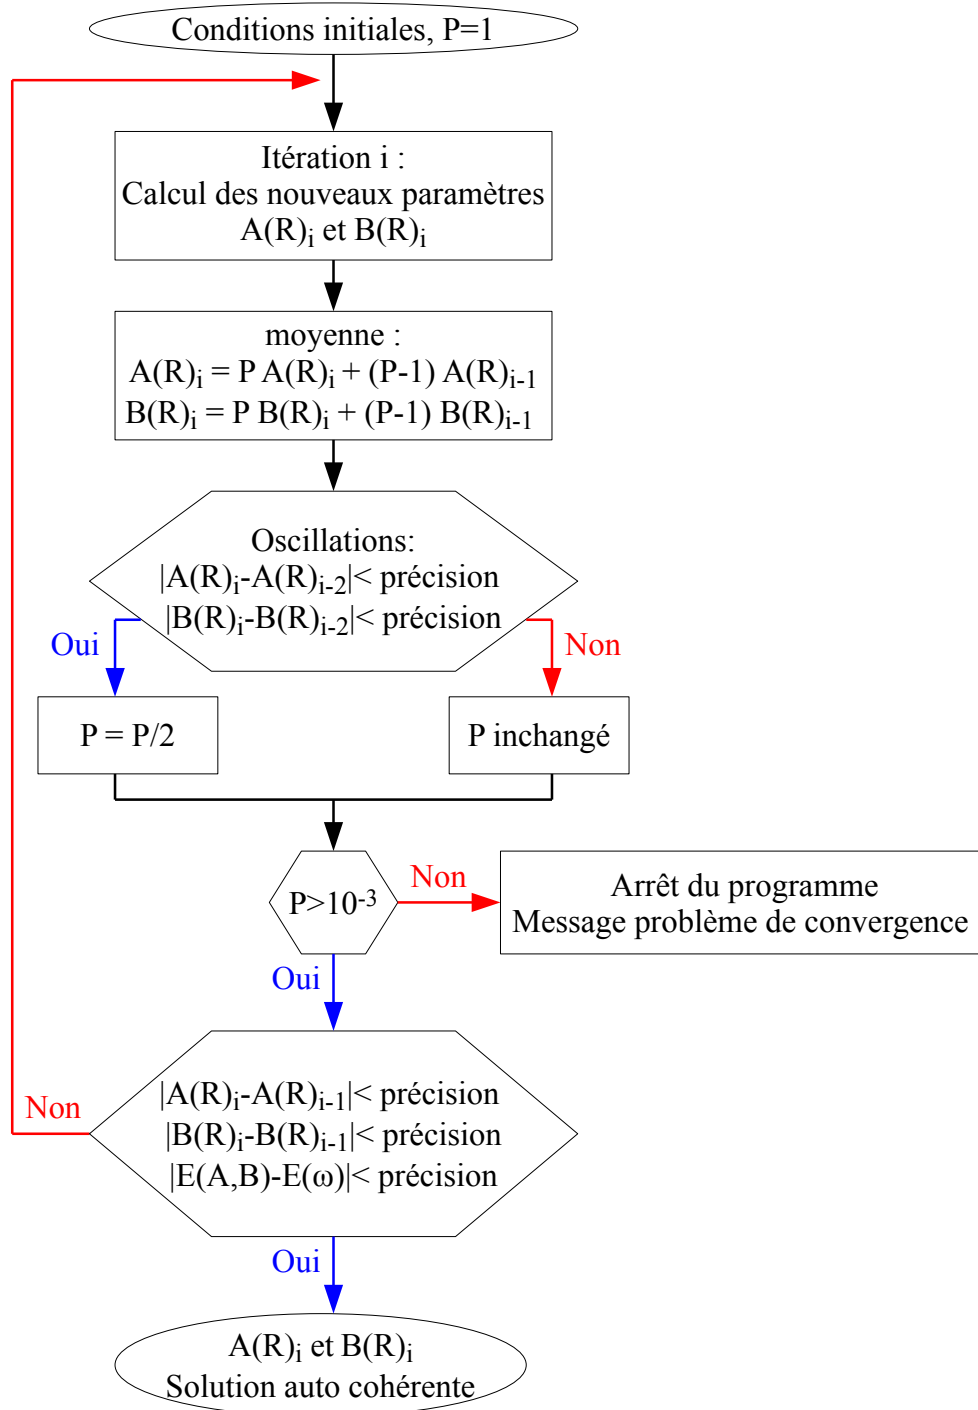 Conditions initiales, P=1
Itération i :
Calcul des nouveaux paramètres
A(R)i et B(R)i
moyenne :
A(R)i = P A(R)i + (P-1) A(R)i-1
B(R)i = P B(R)i + (P-1) B(R)i-1
Oscillations:
|A(R)i-A(R)i-2|< précision
|B(R)i-B(R)i-2|< précision
Oui
Non
P = P/2
P inchangé
P>10-3
Non
Arrêt du programme
Message problème de convergence
Oui
|A(R)i-A(R)i-1|< précision
|B(R)i-B(R)i-1|< précision
|E(A,B)-E(ω)|< précision
Non
Oui
A(R)i et B(R)i
Solution auto cohérente